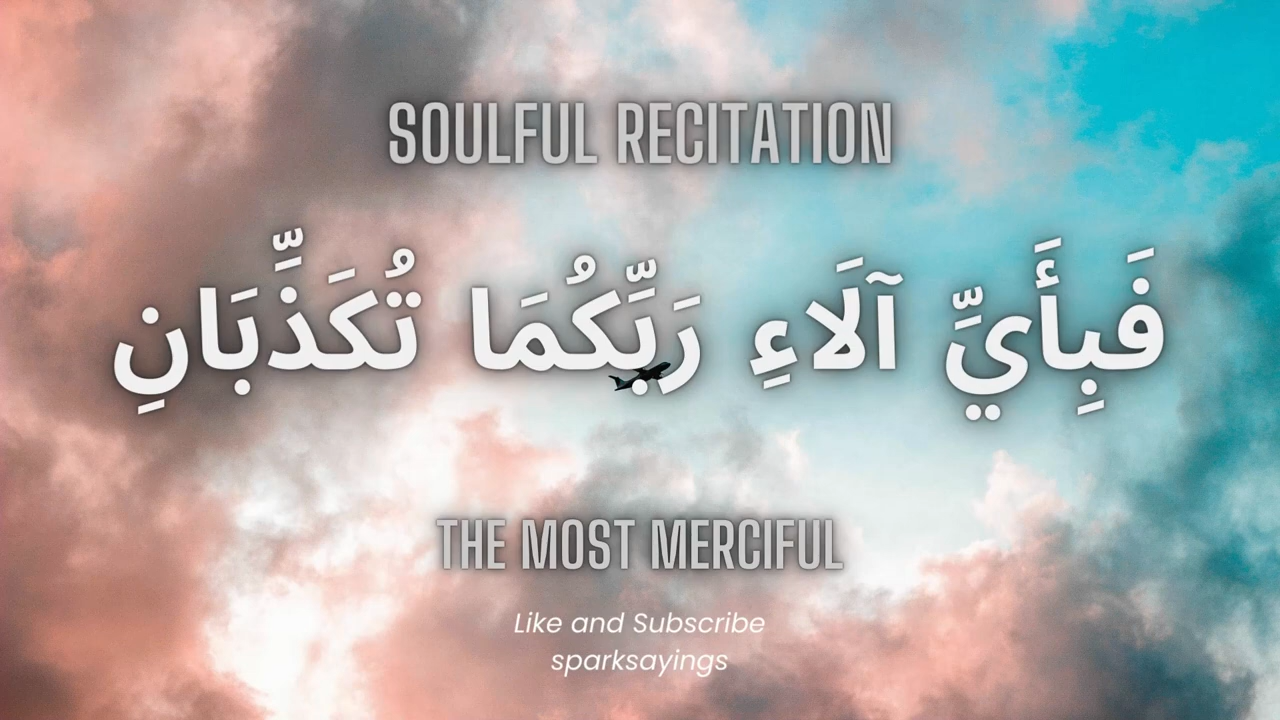 SOULFUL RECITATION
فَبِأَيِّ آلَاءِ رَبِّكُمَا تُكَذِّبَانِ
THE MOST MERCIFUL
Like and Subscribe
sparksayings